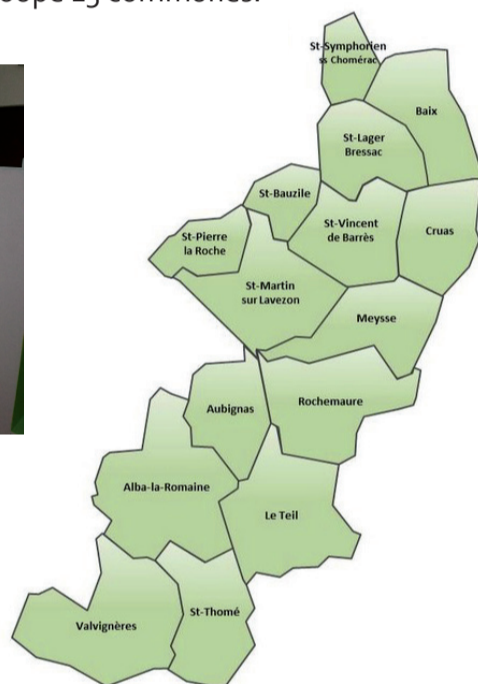 communes.
St-Symphorien
ss Chomérac
Baix
St-Lager
Bressac
St-Bauzile
St-Vincent
de Barrès
Cruas
St-Pierre
la Roche
St-Martin
sur Lavezon
Meysse
Rochemaure
Aubignas
Alba-la-Romaine
Le Teil
St-Thomé
Valvignères